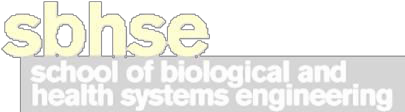 sbhse
school of biological and
health systems engineering